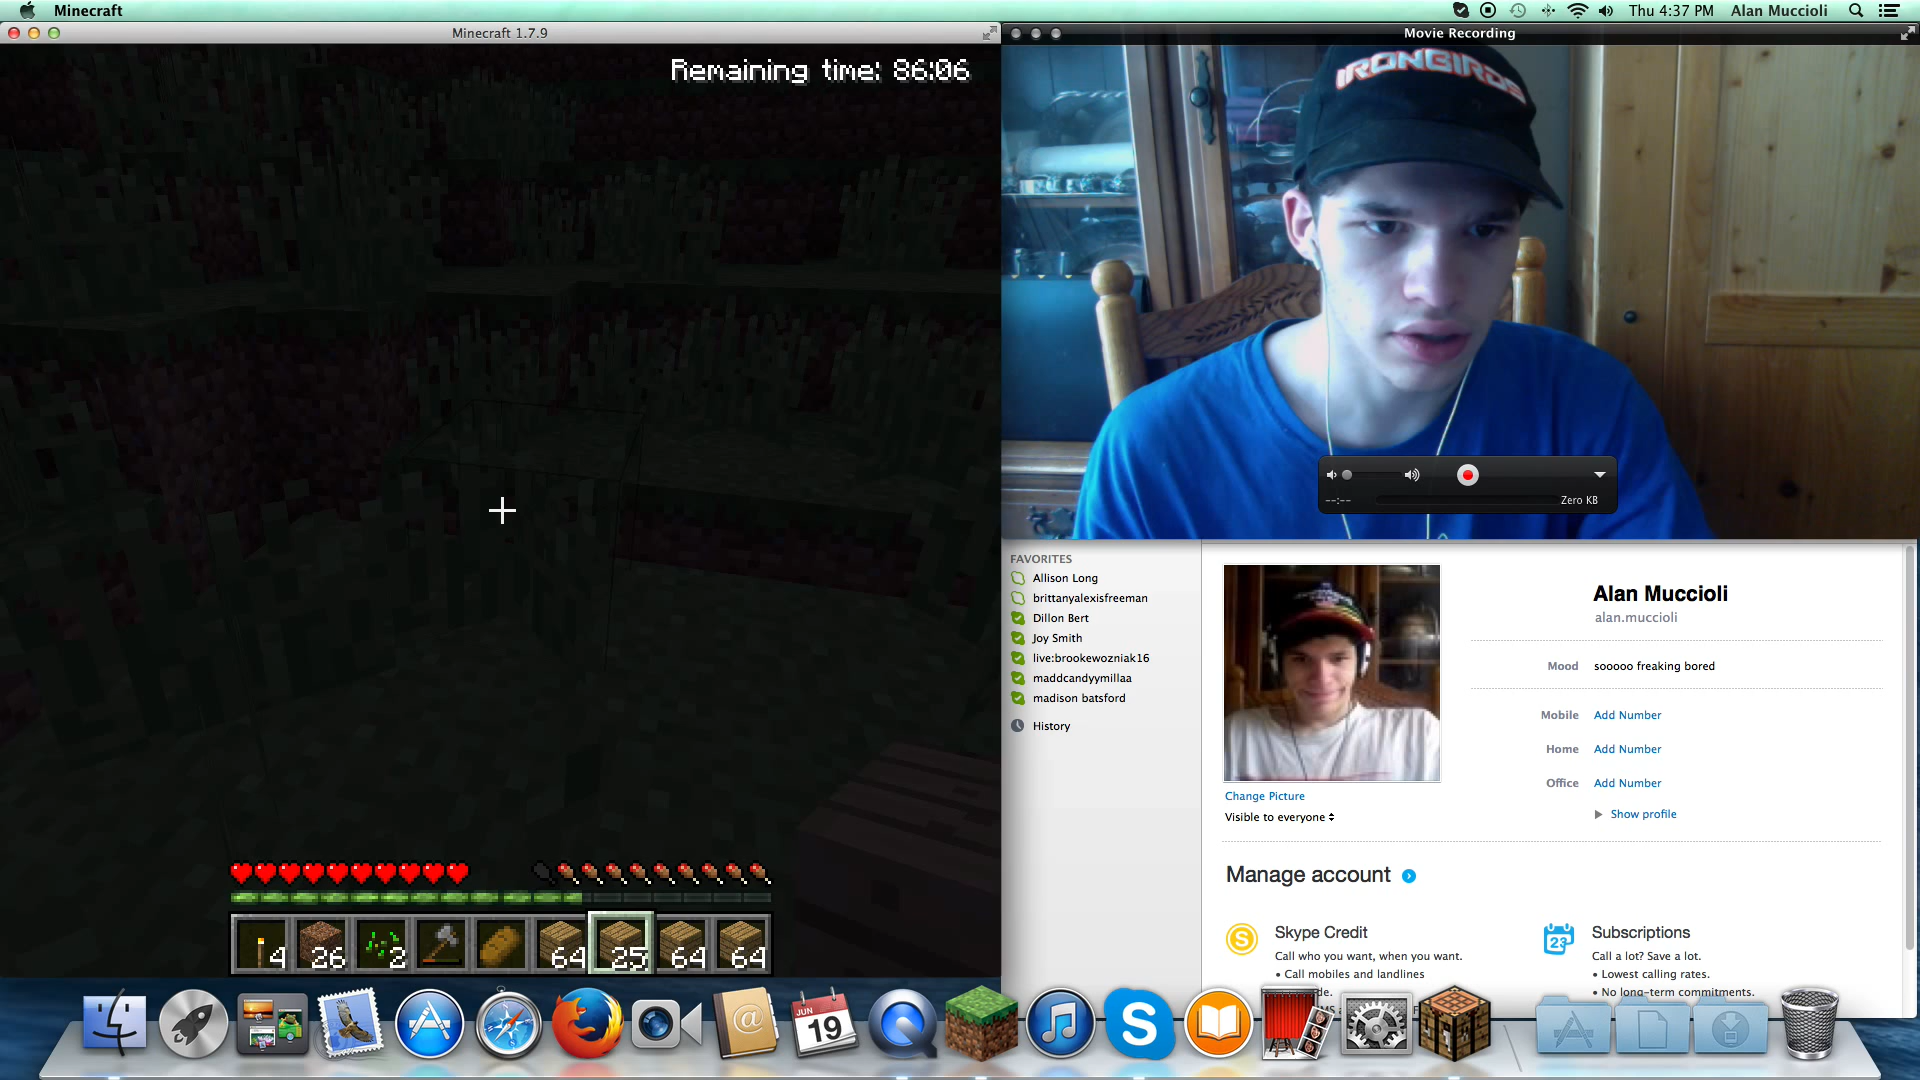 Minecraft
Thu 4:37 PM Alan Muccioli
Minecraft 1.7.9
Remaining time: 86:06
4
26
2
64
25
64
64
Movie Recording
IRONBIRDS
--:--
Zero KB
FAVORITES
Allison Long
brittanyalexisfreeman
Dillon Bert
Joy Smith
live:brookewozniak16
maddcandyymillaa
madison batsford
History
Change Picture
Visible to everyone
Alan Muccioli
alan.muccioli
Mood sooooo freaking bored
Mobile Add Number
Home Add Number
Office Add Number
Show profile
Manage account
Skype Credit
Call who you want, when you want.
• Call mobiles and landlines
de.
23
Subscriptions
Call a lot? Save a lot.
• Lowest calling rates.
• No long-term commitments.
JUN
19